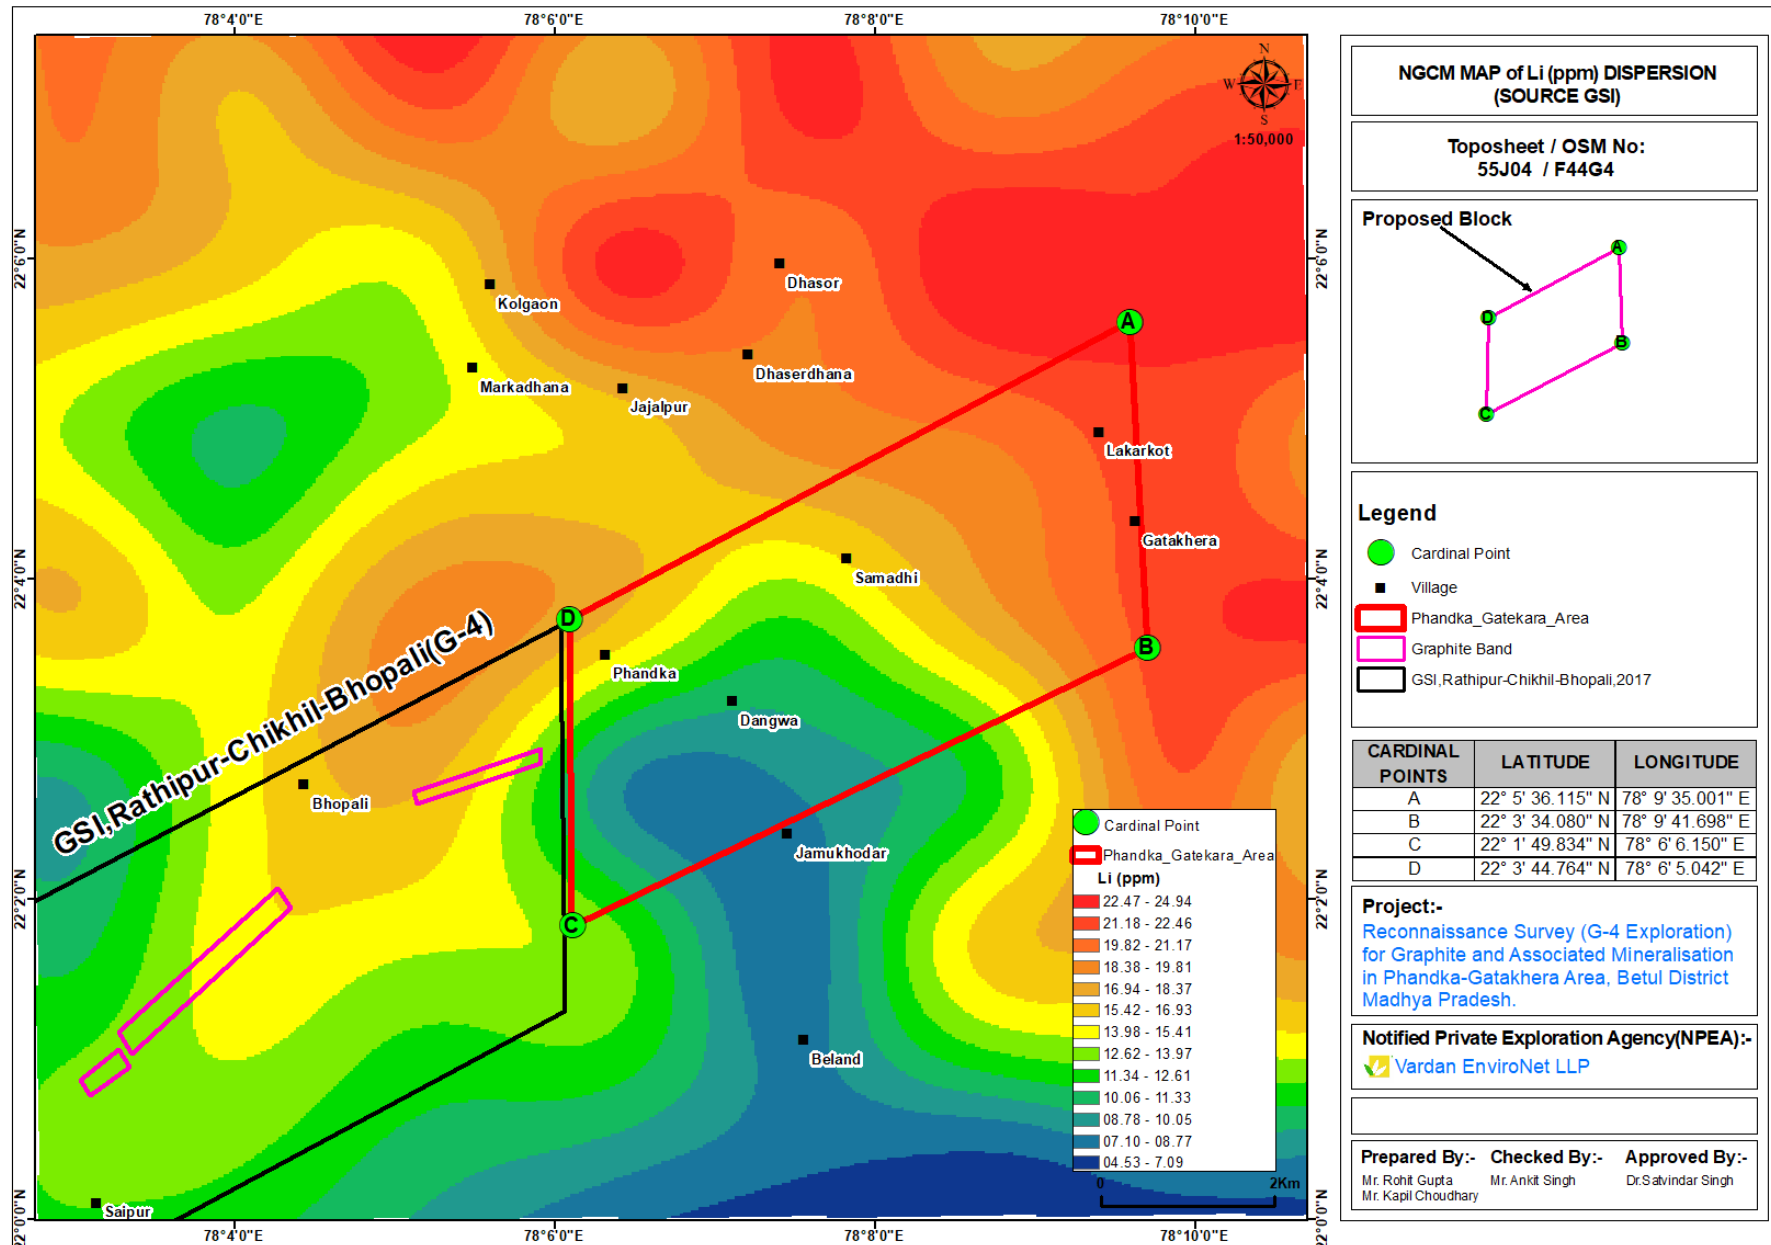 78°4'0"E
78°6'0"E
78°8'0"E
78°10'0"E
22°6'0"N
22°4'0"N
22°2'0"N
22°0'0"N
N
W E
S
1:50,000
Dhasor
Kolgaon
A
Dhaserdhana
Markadhana
Jajalpur
Lakarkot
Gatakhera
Samadhi
D
B
Phandka
GSI,Rathipur-Chikhil-Bhopali(G-4)
Dangwa
Bhopali
Jamukhodar
C
Beland
Saipur
Cardinal Point
Phandka_Gatekara_Area
Li (ppm)
22.47 - 24.94
21.18 - 22.46
19.82 - 21.17
18.38 - 19.81
16.94 - 18.37
15.42 - 16.93
13.98 - 15.41
12.62 - 13.97
11.34 - 12.61
10.06 - 11.33
08.78 - 10.05
07.10 - 08.77
04.53 - 7.09
0 2Km
22°6'0"N
22°4'0"N
22°2'0"N
22°0'0"N
78°4'0"E
78°6'0"E
78°8'0"E
78°10'0"E
NGCM MAP of Li (ppm) DISPERSION
(SOURCE GSI)
Toposheet / OSM No:
55J04 / F44G4
Proposed Block
A
D
B
C
Legend
Cardinal Point
Village
Phandka_Gatekara_Area
Graphite Band
GSI,Rathipur-Chikhil-Bhopali,2017
CARDINAL POINTS LATITUDE LONGITUDE
A 22° 5' 36.115" N 78° 9' 35.001" E
B 22° 3' 34.080" N 78° 9' 41.698" E
C 22° 1' 49.834" N 78° 6' 6.150" E
D 22° 3' 44.764" N 78° 6' 5.042" E
Project:-
Reconnaissance Survey (G-4 Exploration)
for Graphite and Associated Mineralisation
in Phandka-Gatakhera Area, Betul District
Madhya Pradesh.
Notified Private Exploration Agency(NPEA):-
Vardan EnviroNet LLP
Prepared By:- Checked By:- Approved By:-
Mr. Rohit Gupta Mr. Ankit Singh Dr.Satvindar Singh
Mr. Kapil Choudhary